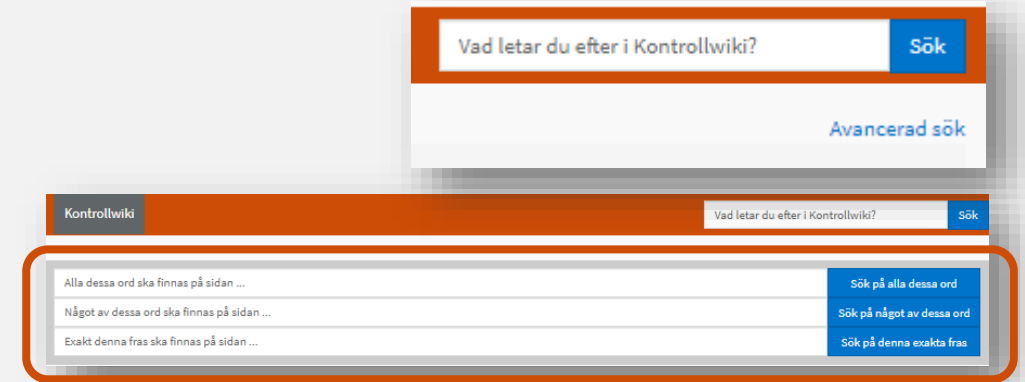 Vad letar du efter i Kontrollwiki? Sök
Avancerad sök
Kontrollwiki Vad letar du efter i Kontrollwiki? Sök
Alla dessa ord ska finnas på sidan ... Sök på alla dessa ord
Något av dessa ord ska finnas på sidan ... Sök på något av dessa ord
Exakt denna fras ska finnas på sidan ... Sök på denna exakta fras